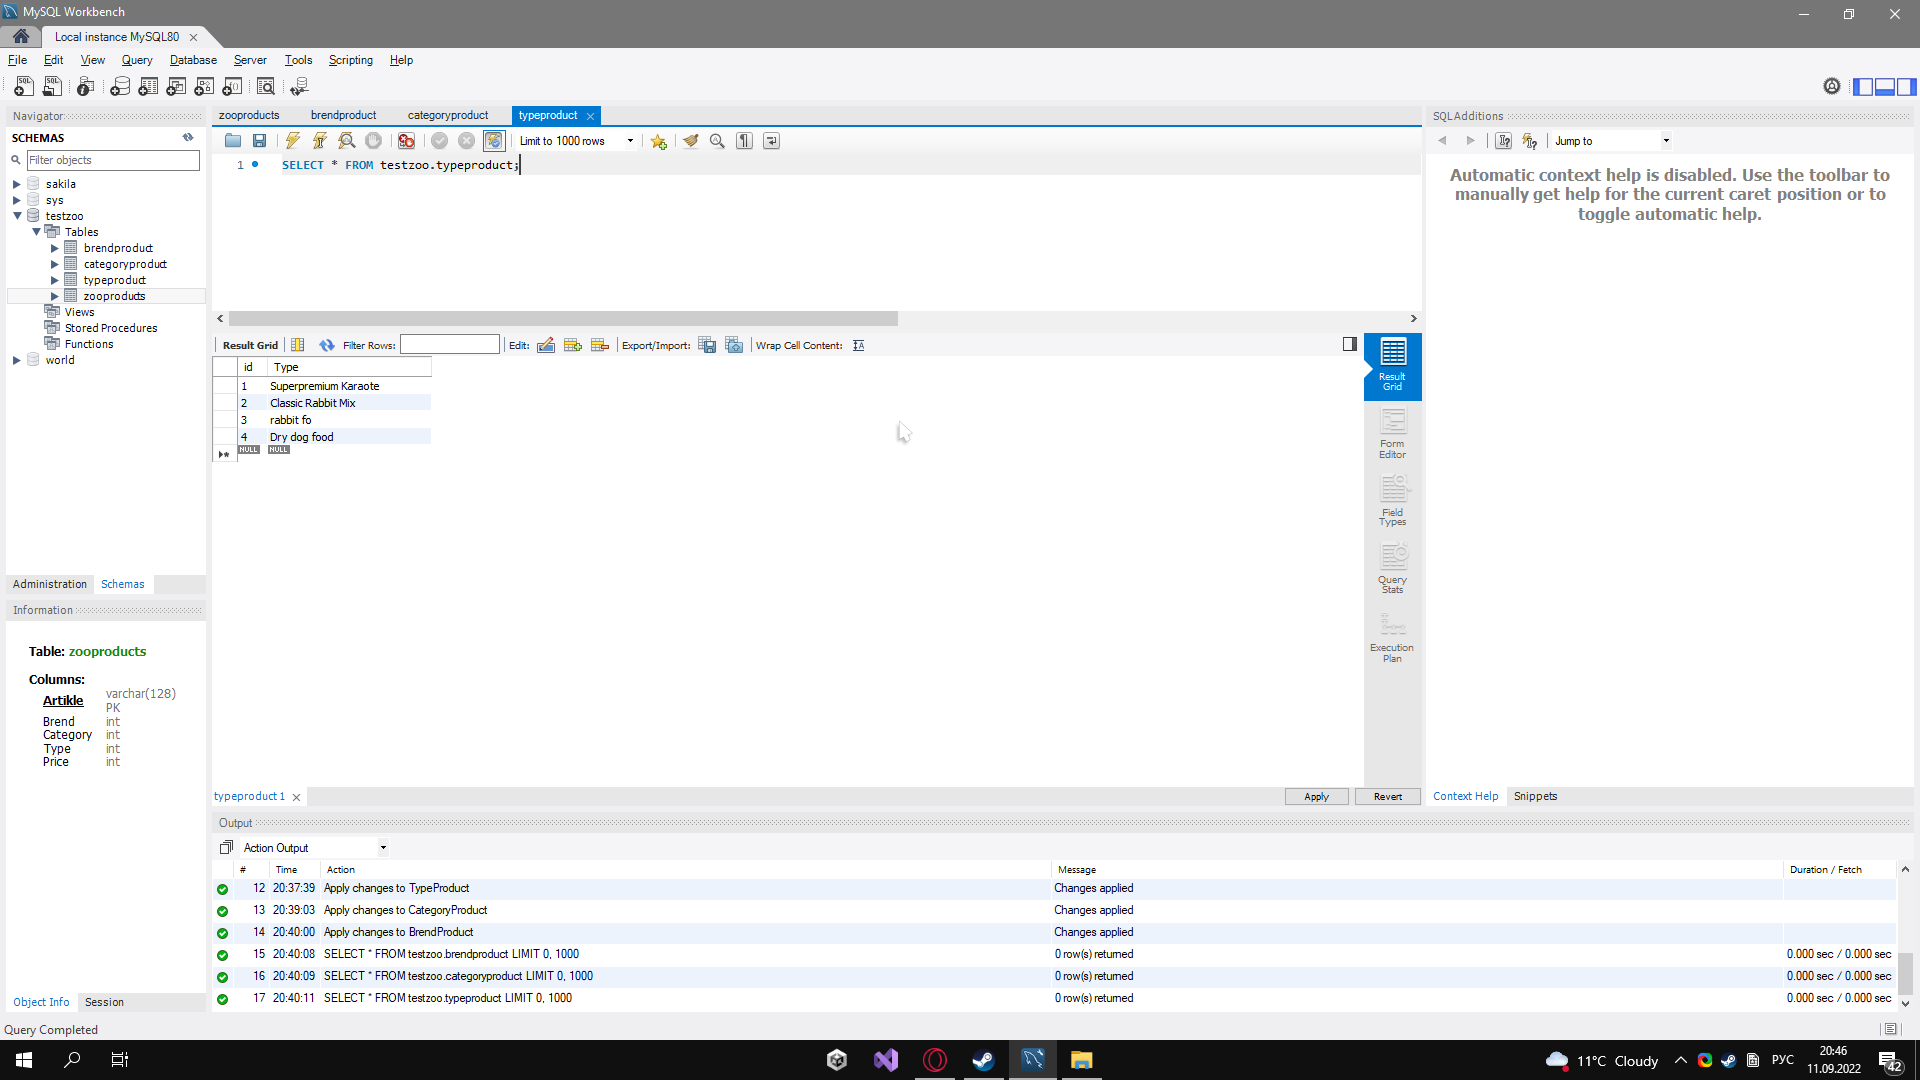 MySQL Workbench
Local instance MySQL80
File Edit View Query Database Server Tools Scripting Help
Navigator
SCHEMAS
Filter objects
sakila
sys
testzoo
Tables
brendproduct
categoryproduct
typeproduct
zooproducts
Views
Stored Procedures
Functions
world
Administration Schemas
Information
Table: zooproducts
Columns:
Artikle varchar(128)
PK
Brend int
Category int
Type int
Price int
Object Info Session
zooproducts brendproduct categoryproduct typeproduct
Limit to 1000 rows
1 SELECT * FROM testzoo.typeproduct;
Result Grid Filter Rows: Edit: Export/Import: Wrap Cell Content:
id Type
1 Superpremium Karaote
2 Classic Rabbit Mix
3 rabbit fo
4 Dry dog food
NULL NULL
Result
Grid
Form
Editor
Field
Types
Query
Stats
Execution
Plan
typeproduct 1
Apply Revert
SQLAdditions
Jump to
Automatic context help is disabled. Use the toolbar to
manually get help for the current caret position or to
toggle automatic help.
Context Help Snippets
Output
Action Output
# Time Action Message Duration / Fetch
12 20:37:39 Apply changes to TypeProduct Changes applied
13 20:39:03 Apply changes to CategoryProduct Changes applied
14 20:40:00 Apply changes to BrendProduct Changes applied
15 20:40:08 SELECT * FROM testzoo.brendproduct LIMIT 0, 1000 0 row(s) returned 0.000 sec / 0.000 sec
16 20:40:09 SELECT * FROM testzoo.categoryproduct LIMIT 0, 1000 0 row(s) returned 0.000 sec / 0.000 sec
17 20:40:11 SELECT * FROM testzoo.typeproduct LIMIT 0, 1000 0 row(s) returned 0.000 sec / 0.000 sec
Query Completed
11°C Cloudy
РУС
20:46
11.09.2022
42